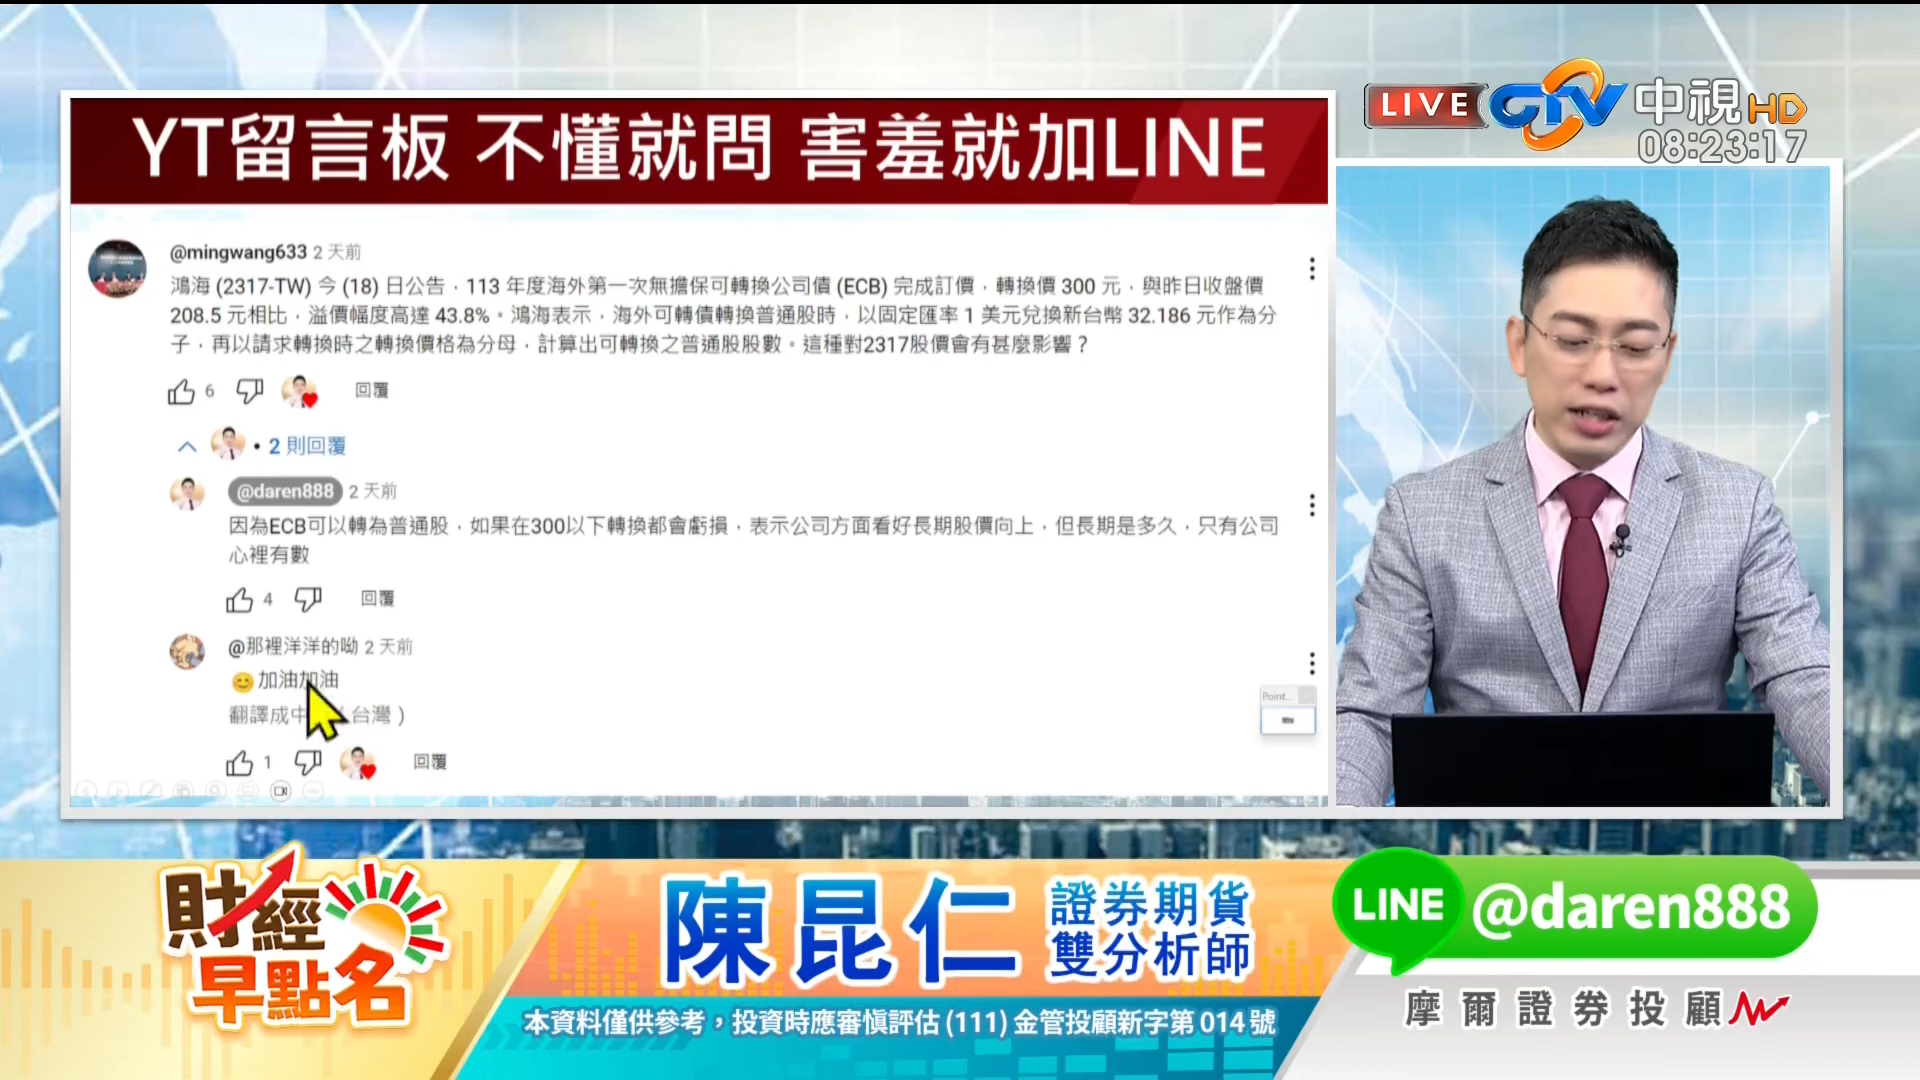 LIVE CTV 中視HD
08:23:17
YT留言板 不懂就問 害羞就加LINE
@mingwang633 2 天前
鴻海 (2317-TW) 今 (18) 日公告，113 年度海外第一次無擔保可轉換公司債 (ECB) 完成訂價，轉換價 300 元，與昨日收盤價
208.5 元相比，溢價幅度高達 43.8%。鴻海表示，海外可轉債轉換普通股時，以固定匯率 1 美元兌換新台幣 32.186 元作為分
子，再以請求轉換時之轉換價格為分母，計算出可轉換之普通股股數。這種對2317股價會有甚麼影響？
6 回覆
• 2 則回覆
@daren888 2 天前
因為ECB可以轉為普通股，如果在300以下轉換都會虧損，表示公司方面看好長期股價向上，但長期是多久，只有公司
心裡有數
4 回覆
@那裡洋洋的呦 2 天前
加油加油
翻譯成中 台灣）
1 回覆
Point...
財經
早點名
陳昆仁
證券期貨
雙分析師
本資料僅供參考，投資時應審慎評估 (111) 金管投顧新字第 014 號
LINE @daren888
摩爾證券投顧